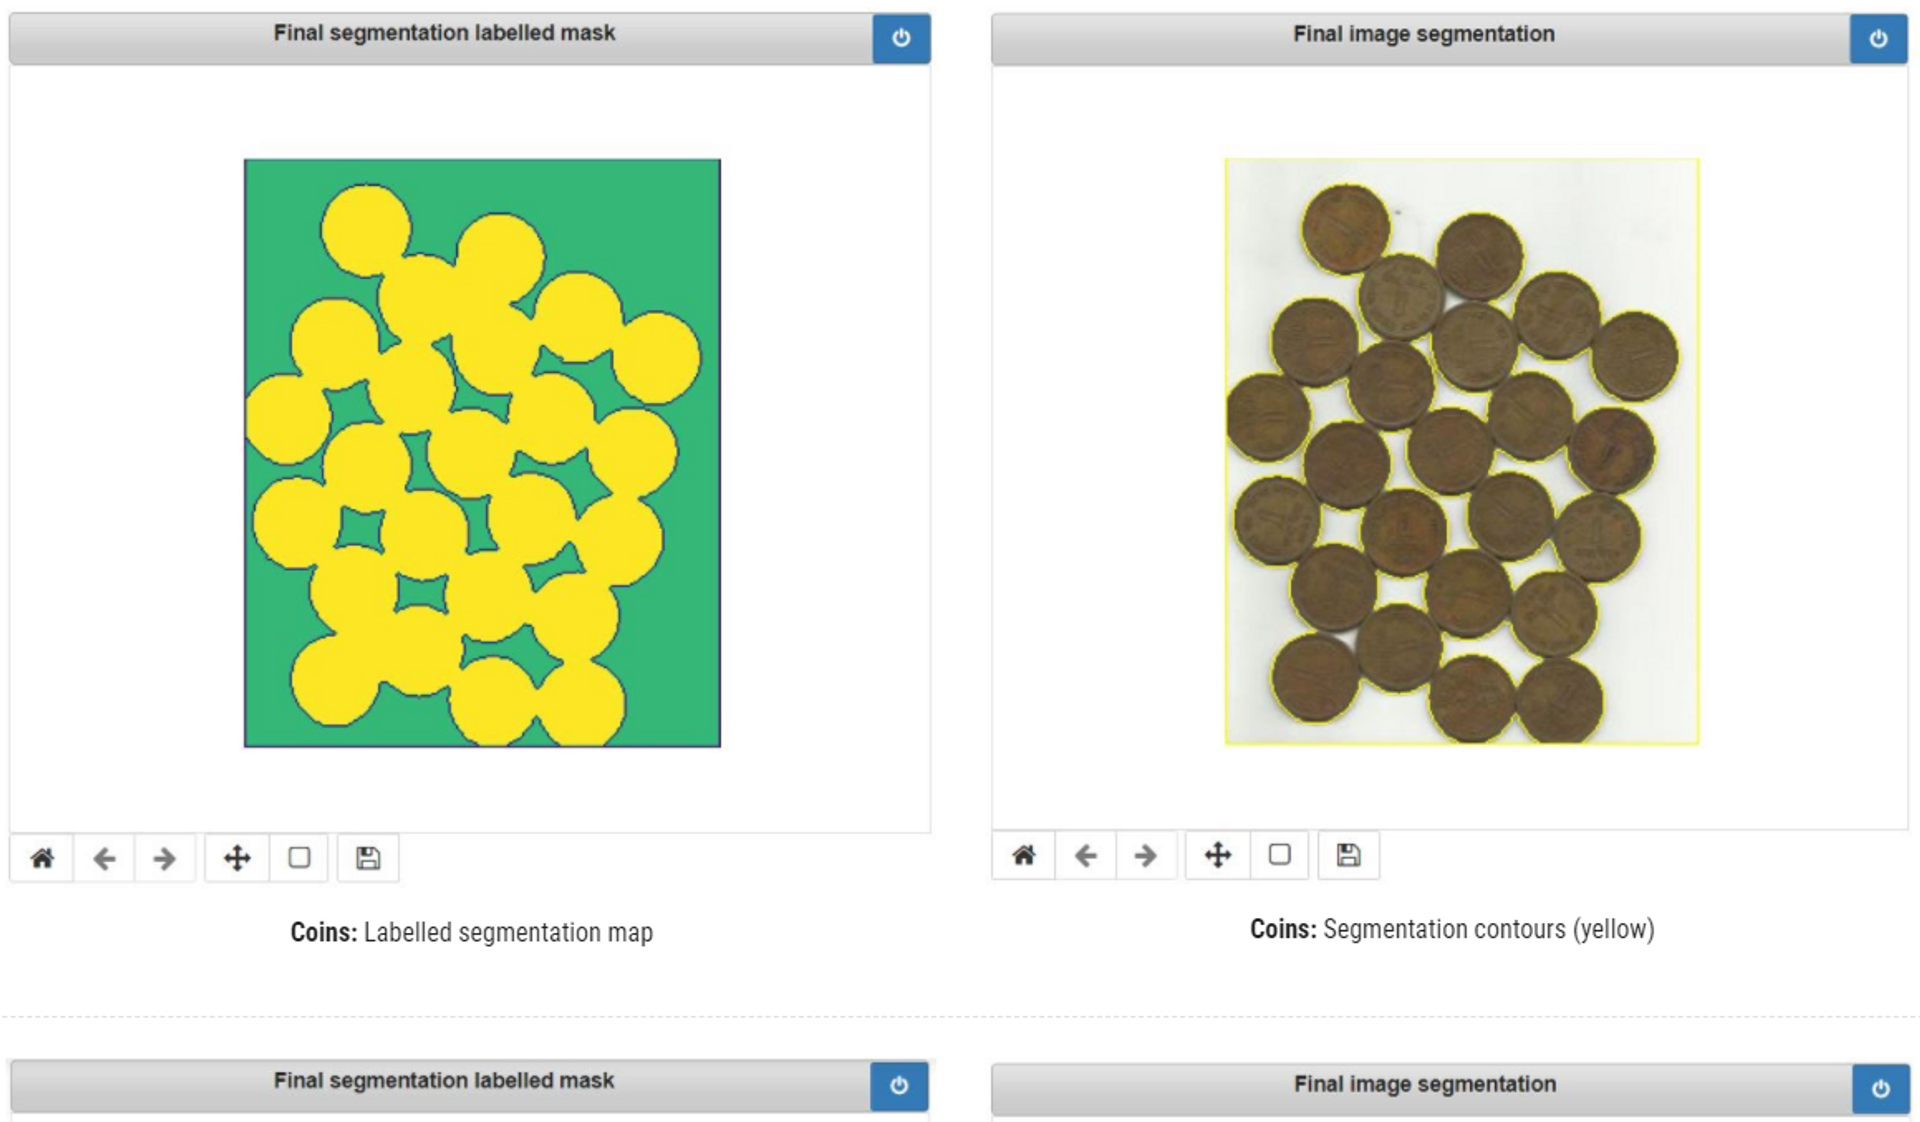 Final segmentation labelled mask
Final image segmentation
Coins: Labelled segmentation map
Coins: Segmentation contours (yellow)
Final segmentation labelled mask
Final image segmentation